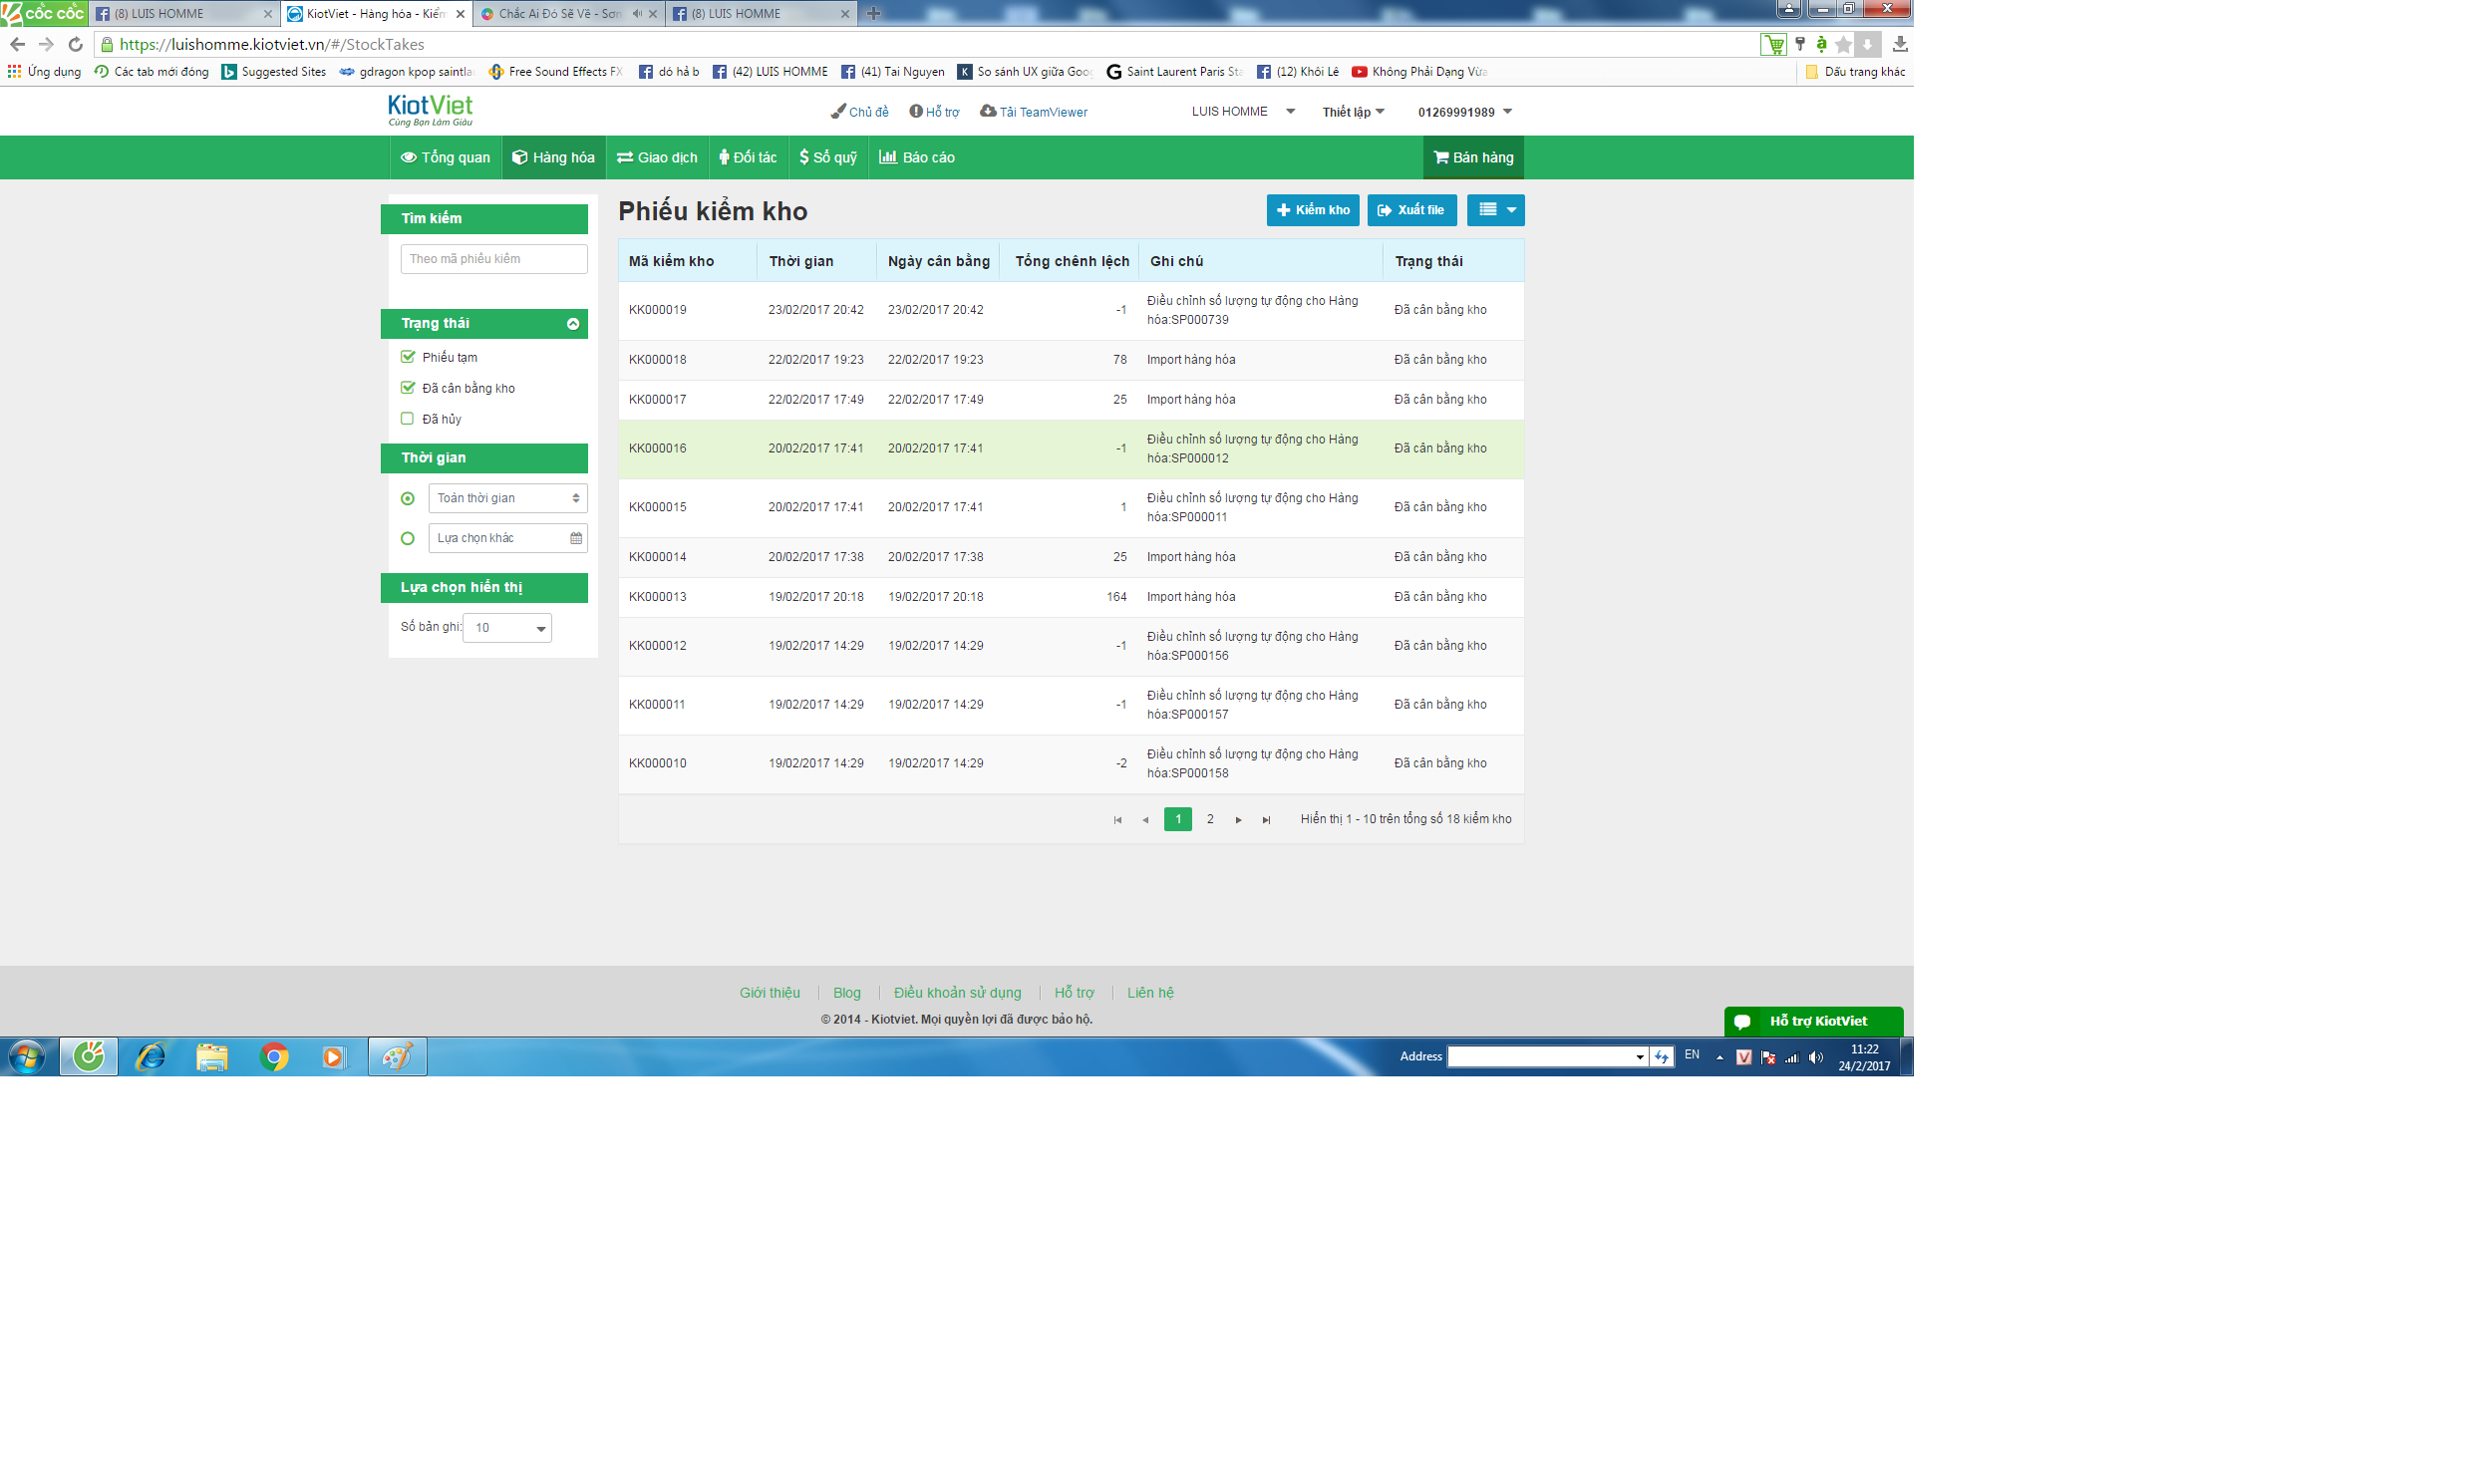 cốc cốc
(8) LUIS HOMME
KiotViet - Hàng hóa - Kiểm
Chắc Ai Đó Sẽ Về - Sơn
(8) LUIS HOMME
https://luishomme.kiotviet.vn/#/StockTakes
Ứng dụng
Các tab mới đóng
Suggested Sites
gdragon kpop saintla
Free Sound Effects FX
dó hả b
(42) LUIS HOMME
(41) Tai Nguyen
So sánh UX giữa Goo
Saint Laurent Paris Sta
(12) Khôi Lê
Không Phải Dạng Vừa
Dấu trang khác
KiotViet
Cùng Bạn Làm Giàu
Chủ đề
Hỗ trợ
Tải TeamViewer
LUIS HOMME
Thiết lập
01269991989
Tổng quan
Hàng hóa
Giao dịch
Đối tác
Sổ quỹ
Báo cáo
Bán hàng
Tìm kiếm
Theo mã phiếu kiểm
Trạng thái
Phiếu tạm
Đã cân bằng kho
Đã hủy
Thời gian
Toàn thời gian
Lựa chọn khác
Lựa chọn hiển thị
Số bản ghi: 10
Phiếu kiểm kho
Kiểm kho
Xuất file
Mã kiểm kho Thời gian Ngày cân bằng Tổng chênh lệch Ghi chú Trạng thái
KK000019 23/02/2017 20:42 23/02/2017 20:42 -1 Điều chỉnh số lượng tự động cho Hàng hóa:SP000739 Đã cân bằng kho
KK000018 22/02/2017 19:23 22/02/2017 19:23 78 Import hàng hóa Đã cân bằng kho
KK000017 22/02/2017 17:49 22/02/2017 17:49 25 Import hàng hóa Đã cân bằng kho
KK000016 20/02/2017 17:41 20/02/2017 17:41 -1 Điều chỉnh số lượng tự động cho Hàng hóa:SP000012 Đã cân bằng kho
KK000015 20/02/2017 17:41 20/02/2017 17:41 1 Điều chỉnh số lượng tự động cho Hàng hóa:SP000011 Đã cân bằng kho
KK000014 20/02/2017 17:38 20/02/2017 17:38 25 Import hàng hóa Đã cân bằng kho
KK000013 19/02/2017 20:18 19/02/2017 20:18 164 Import hàng hóa Đã cân bằng kho
KK000012 19/02/2017 14:29 19/02/2017 14:29 -1 Điều chỉnh số lượng tự động cho Hàng hóa:SP000156 Đã cân bằng kho
KK000011 19/02/2017 14:29 19/02/2017 14:29 -1 Điều chỉnh số lượng tự động cho Hàng hóa:SP000157 Đã cân bằng kho
KK000010 19/02/2017 14:29 19/02/2017 14:29 -2 Điều chỉnh số lượng tự động cho Hàng hóa:SP000158 Đã cân bằng kho
1 2 Hiển thị 1 - 10 trên tổng số 18 kiểm kho
Giới thiệu
Blog
Điều khoản sử dụng
Hỗ trợ
Liên hệ
© 2014 - Kiotviet. Mọi quyền lợi đã được bảo hộ.
Hỗ trợ KiotViet
Address
EN
11:22
24/2/2017